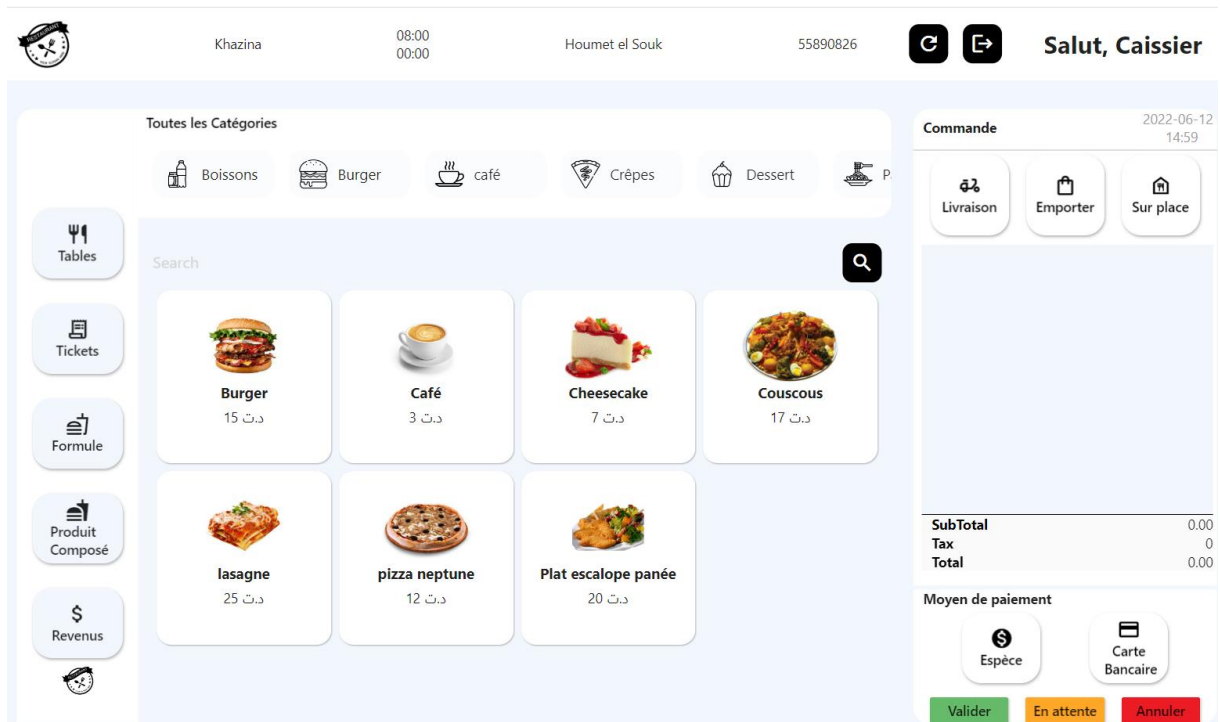 RESTAURANT
Khazina
08:00
00:00
Houmet el Souk
55890826
Salut, Caissier
Toutes les Catégories
Boissons
Burger
café
Crêpes
Dessert
Tables
Tickets
Formule
Produit
Composé
$
Revenus
Search
Burger
15 د.ت
Café
3 د.ت
Cheesecake
7 د.ت
Couscous
17 د.ت
lasagne
25 د.ت
pizza neptune
12 د.ت
Plat escalope panée
20 د.ت
Commande
2022-06-12
14:59
Livraison
Emporter
Sur place
SubTotal 0.00
Tax 0
Total 0.00
Moyen de paiement
Espèce
Carte
Bancaire
Valider
En attente
Annuler